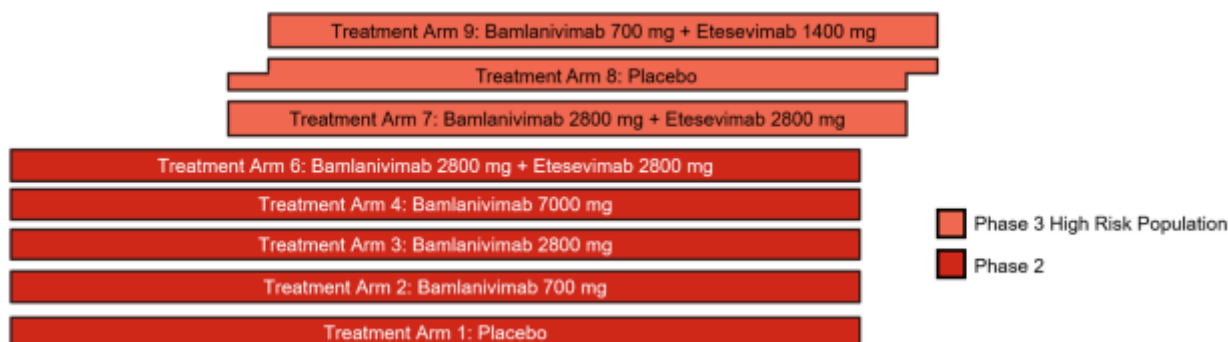 Treatment Arm 9: Bamlanivimab 700 mg + Etesevimab 1400 mg
Treatment Arm 8: Placebo
Treatment Arm 7: Bamlanivimab 2800 mg + Etesevimab 2800 mg
Treatment Arm 6: Bamlanivimab 2800 mg + Etesevimab 2800 mg
Treatment Arm 4: Bamlanivimab 7000 mg
Treatment Arm 3: Bamlanivimab 2800 mg
Treatment Arm 2: Bamlanivimab 700 mg
Treatment Arm 1: Placebo
Phase 3 High Risk Population
Phase 2